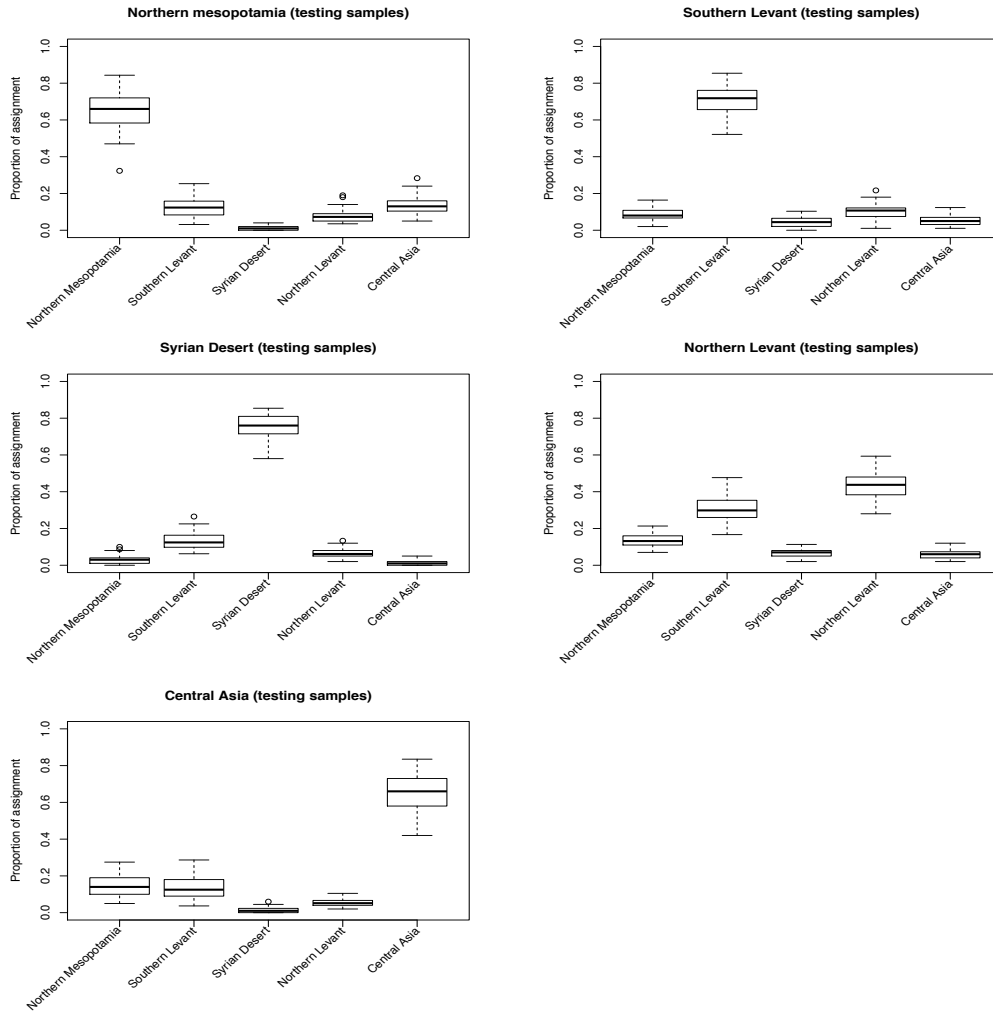 Northern mesopotamia (testing samples)
Proportion of assignment
1.0
0.8
0.6
0.4
0.2
0.0
Northern Mesopotamia
Southern Levant
Syrian Desert
Northern Levant
Central Asia
Southern Levant (testing samples)
Proportion of assignment
1.0
0.8
0.6
0.4
0.2
0.0
Northern Mesopotamia
Southern Levant
Syrian Desert
Northern Levant
Central Asia
Syrian Desert (testing samples)
Proportion of assignment
1.0
0.8
0.6
0.4
0.2
0.0
Northern Mesopotamia
Southern Levant
Syrian Desert
Northern Levant
Central Asia
Northern Levant (testing samples)
Proportion of assignment
1.0
0.8
0.6
0.4
0.2
0.0
Northern Mesopotamia
Southern Levant
Syrian Desert
Northern Levant
Central Asia
Central Asia (testing samples)
Proportion of assignment
1.0
0.8
0.6
0.4
0.2
0.0
Northern Mesopotamia
Southern Levant
Syrian Desert
Northern Levant
Central Asia